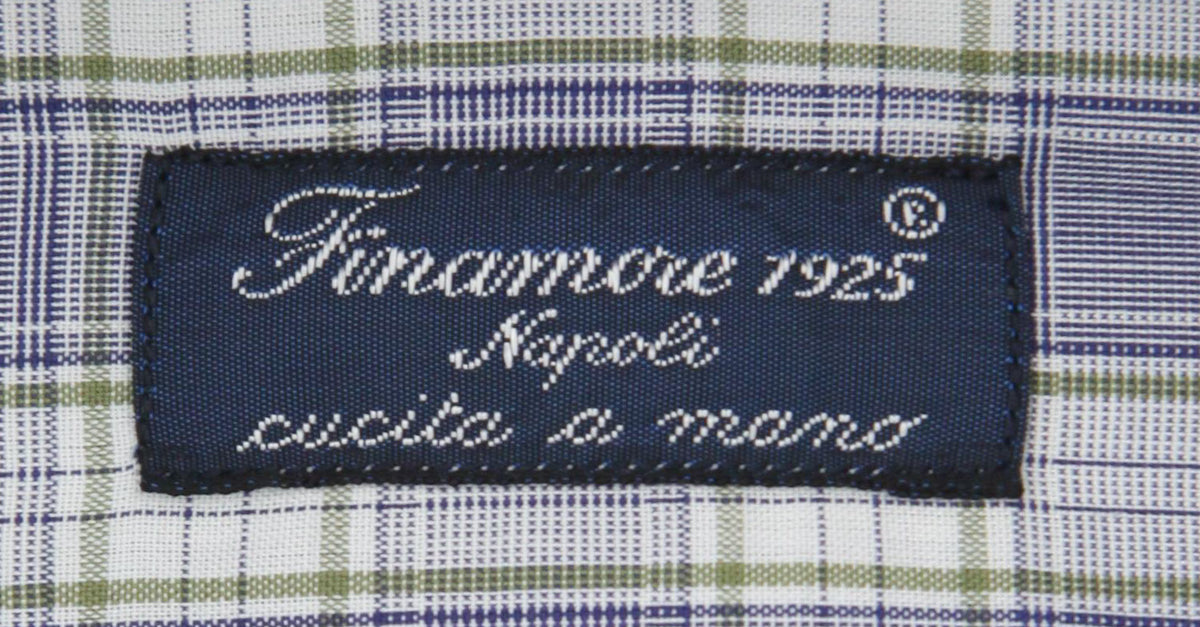 Finamore 1925®
Napoli
cucita a mano